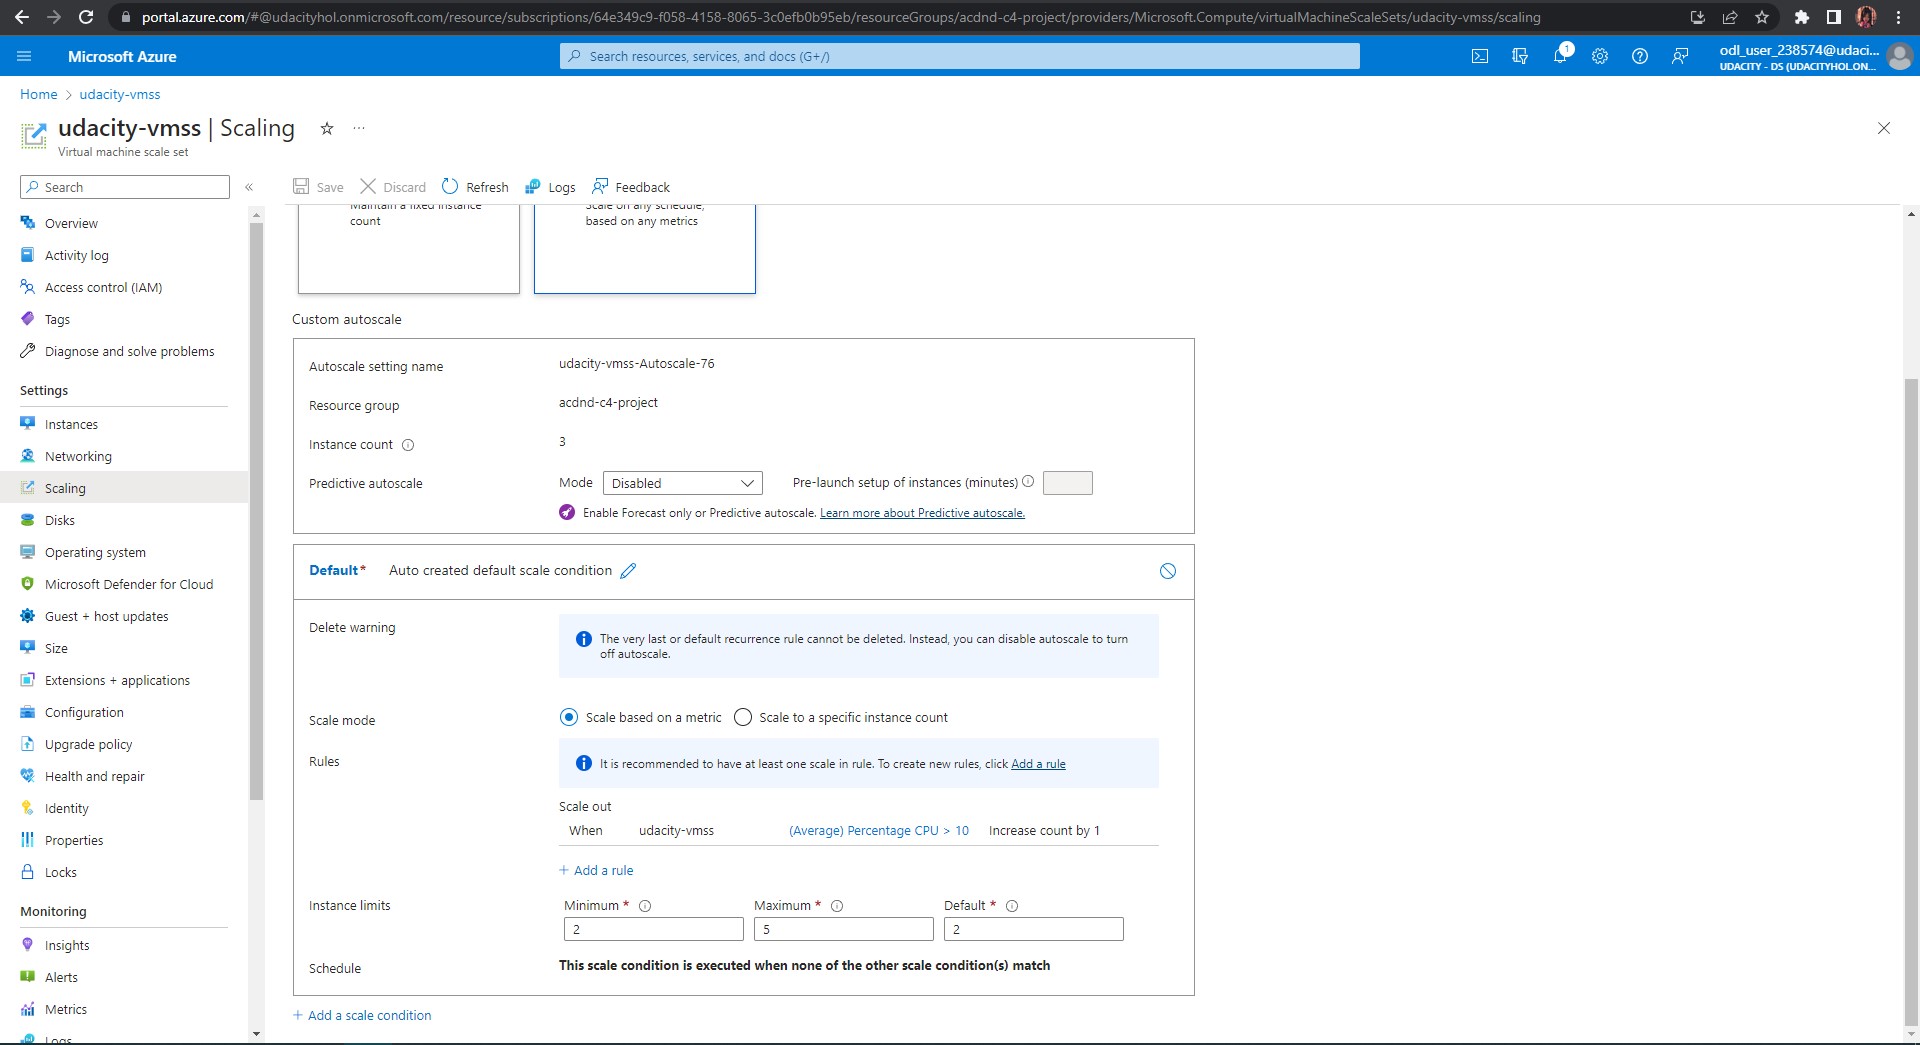 portal.azure.com/#@udacityhol.onmicrosoft.com/resource/subscriptions/64e349c9-f058-4158-8065-3c0efb0b95eb/resourceGroups/acdnd-c4-project/providers/Microsoft.Compute/virtualMachineScaleSets/udacity-vmss/scaling
Microsoft Azure
Search resources, services, and docs (G+/)
1
odl_user_238574@udaci...
UDACITY - DS (UDACITYHOL.ON...
Home > udacity-vmss
udacity-vmss | Scaling
Virtual machine scale set
Search
Save
Discard
Refresh
Logs
Feedback
Overview
Activity log
Access control (IAM)
Tags
Diagnose and solve problems
Settings
Instances
Networking
Scaling
Disks
Operating system
Microsoft Defender for Cloud
Guest + host updates
Size
Extensions + applications
Configuration
Upgrade policy
Health and repair
Identity
Properties
Locks
Monitoring
Insights
Alerts
Metrics
Logs
Maintain a fixed instance
count
Scale on any schedule,
based on any metrics
Custom autoscale
Autoscale setting name udacity-vmss-Autoscale-76
Resource group acdnd-c4-project
Instance count 3
Predictive autoscale Mode Disabled Pre-launch setup of instances (minutes)
Enable Forecast only or Predictive autoscale. Learn more about Predictive autoscale.
Default* Auto created default scale condition
Delete warning
The very last or default recurrence rule cannot be deleted. Instead, you can disable autoscale to turn
off autoscale.
Scale mode Scale based on a metric Scale to a specific instance count
Rules It is recommended to have at least one scale in rule. To create new rules, click Add a rule
Scale out
When udacity-vmss (Average) Percentage CPU > 10 Increase count by 1
+ Add a rule
Instance limits Minimum * Maximum * Default *
2 5 2
Schedule This scale condition is executed when none of the other scale condition(s) match
+ Add a scale condition